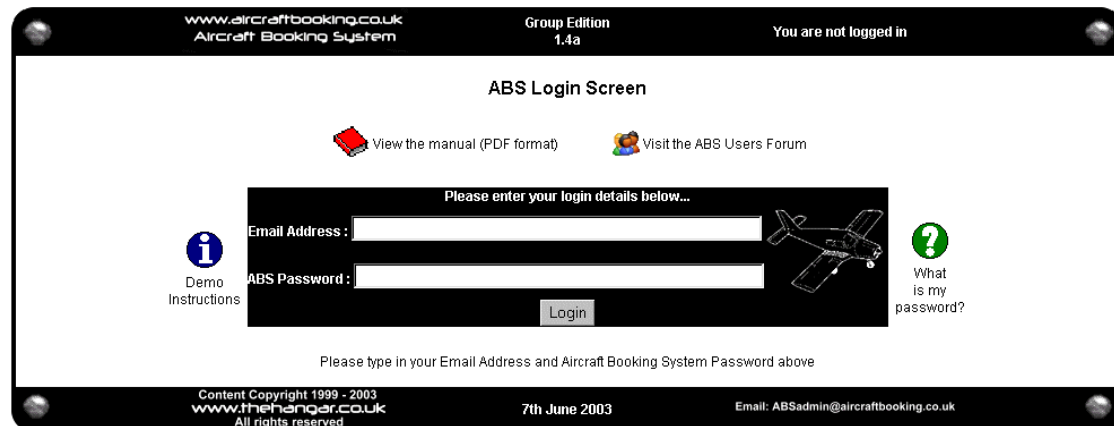 www.aircraftbooking.co.uk
Aircraft Booking System
Group Edition
1.4a
You are not logged in
ABS Login Screen
View the manual (PDF format)
Visit the ABS Users Forum
Please enter your login details below...
Email Address :
ABS Password :
Login
Demo
Instructions
What
is my
password?
Please type in your Email Address and Aircraft Booking System Password above
Content Copyright 1999 - 2003
www.thehangar.co.uk
All rights reserved
7th June 2003
Email: ABSadmin@aircraftbooking.co.uk